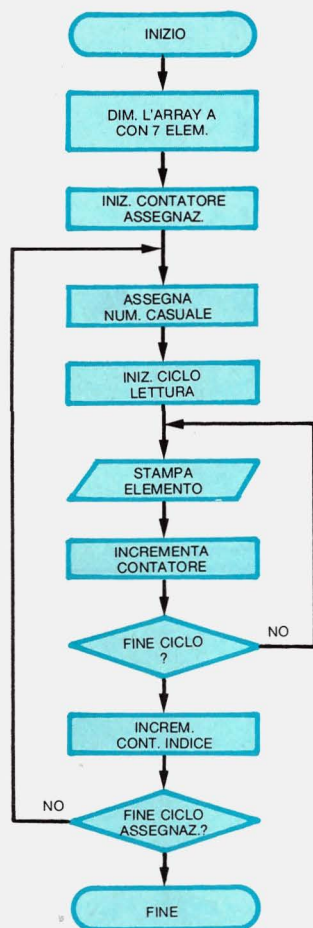 INIZIO
DIM. L'ARRAY A
CON 7 ELEM.
INIZ. CONTATORE
ASSEGNAZ.
ASSEGNA
NUM. CASUALE
INIZ. CICLO
LETTURA
STAMPA
ELEMENTO
INCREMENTA
CONTATORE
FINE CICLO
?
NO
INCREM.
CONT. INDICE
NO
FINE CICLO
ASSEGNAZ.?
FINE